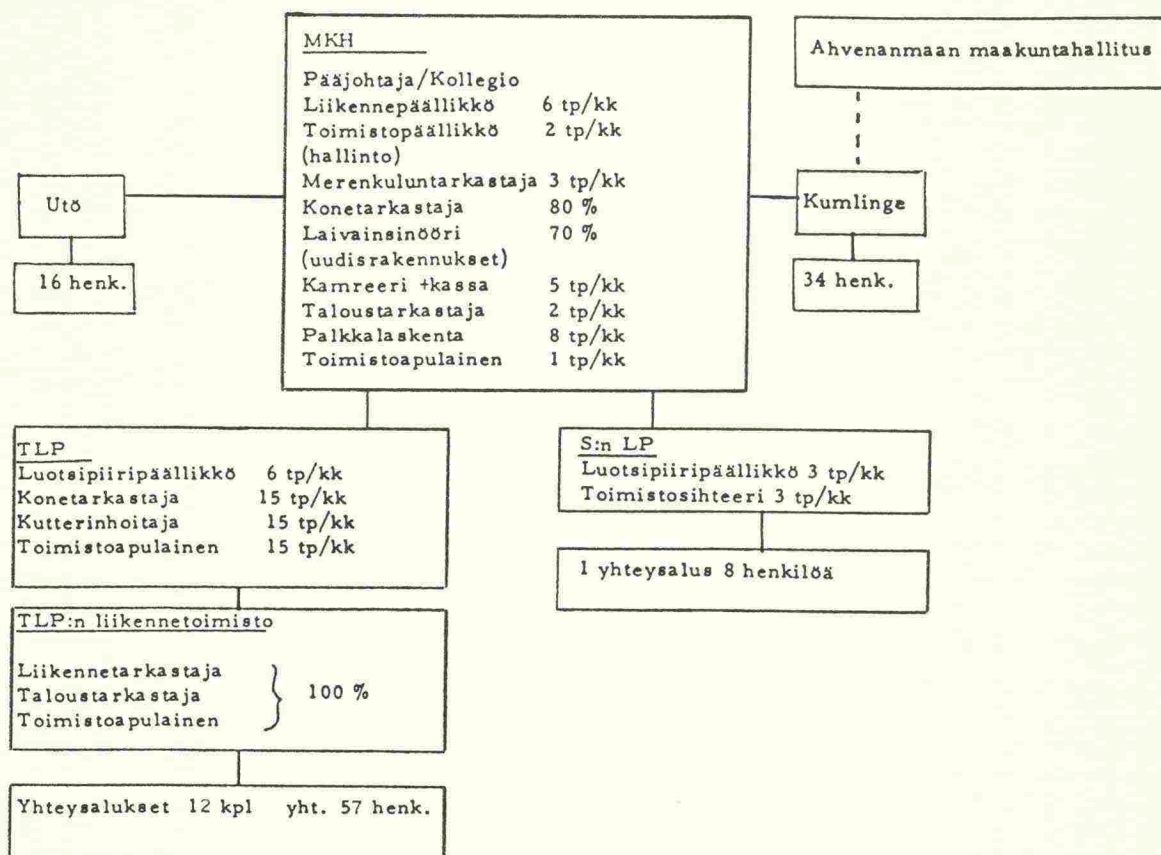 MKH
Pääjohtaja/Kollegio
Liikennepäällikkö 6 tp/kk
Toimistopäällikkö 2 tp/kk
(hallinto)
Merenkuluntarkastaja 3 tp/kk
Konetarkastaja 80 %
Laivainsinööri 70 %
(uudisrakennukset)
Kamreeri +kassa 5 tp/kk
Taloustarkastaja 2 tp/kk
Palkkalaskenta 8 tp/kk
Toimistoapulainen 1 tp/kk
Ahvenanmaan maakuntahallitus
Utö
16 henk.
Kumlinge
34 henk.
TLP
Luotsipiiripäällikkö 6 tp/kk
Konetarkastaja 15 tp/kk
Kutterinhoitaja 15 tp/kk
Toimistoapulainen 15 tp/kk
S:n LP
Luotsipiiripäällikkö 3 tp/kk
Toimistosihteeri 3 tp/kk
1 yhteysalus 8 henkilöä
TLP:n liikennetoimisto
Liikennetarkastaja
Taloustarkastaja } 100 %
Toimistoapulainen
Yhteysalukset 12 kpl yht. 57 henk.